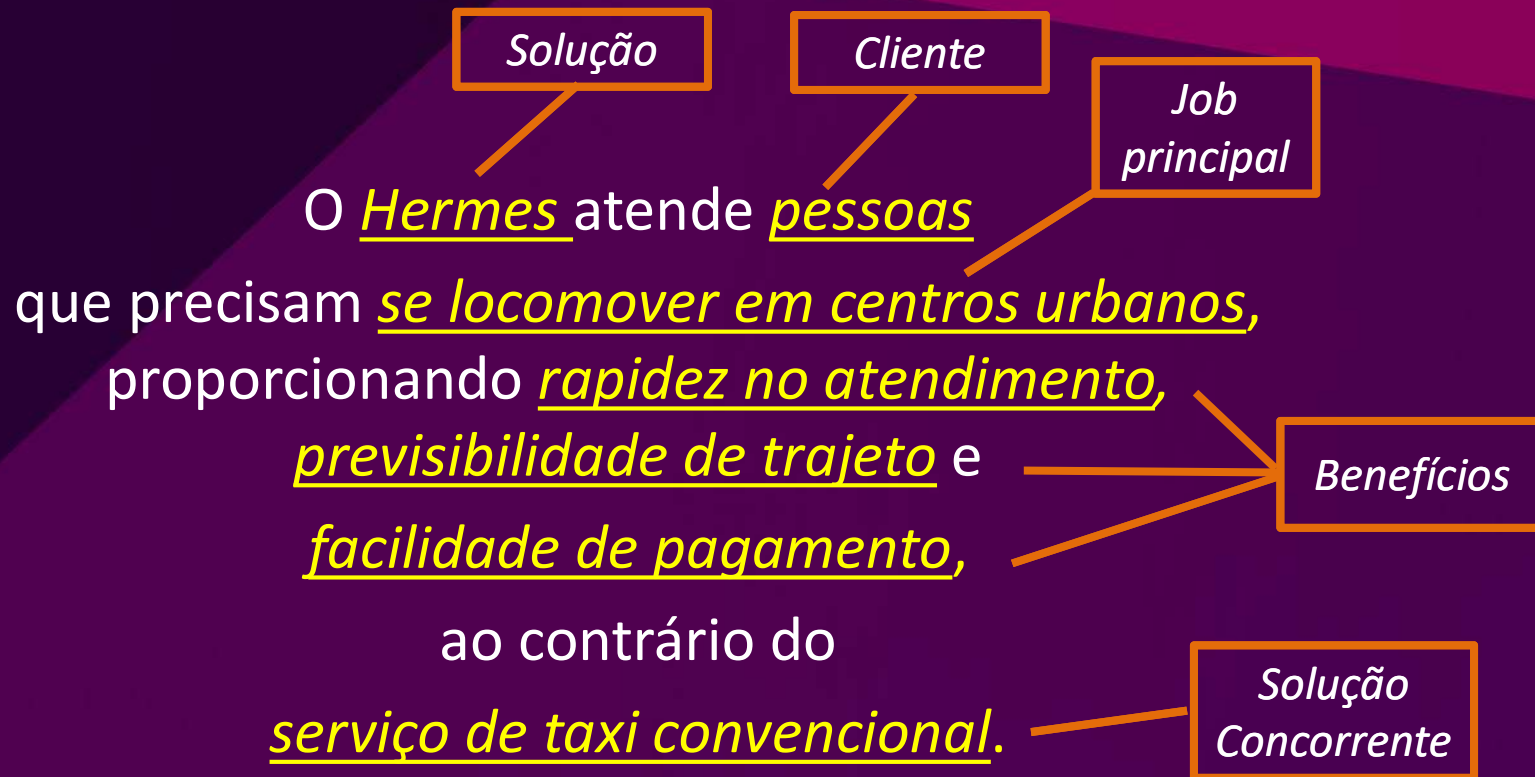 Solução
Cliente
Job
principal
O Hermes atende pessoas
que precisam se locomover em centros urbanos,
proporcionando rapidez no atendimento,
previsibilidade de trajeto e
Benefícios
facilidade de pagamento,
ao contrário do
Solução
Concorrente
serviço de taxi convencional.